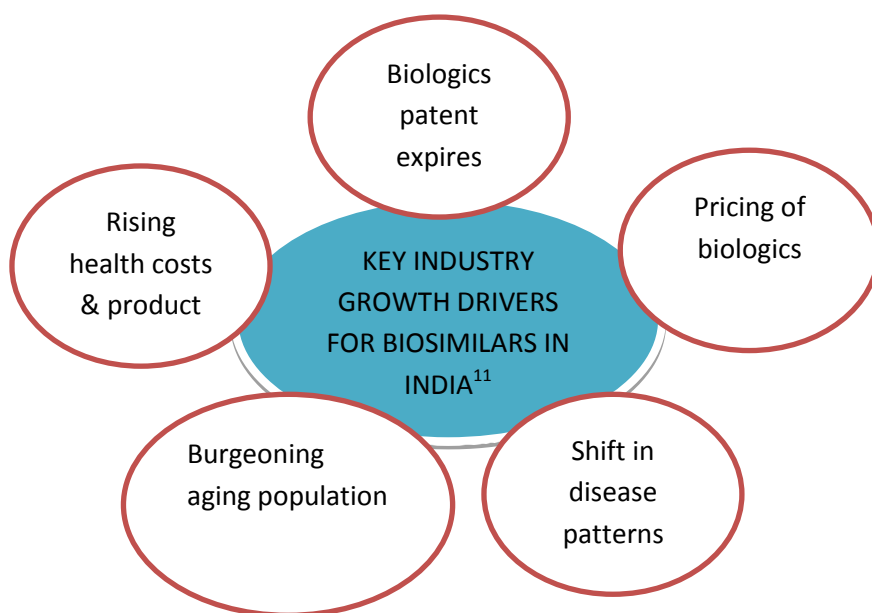 Biologics
patent
expires
Rising
health costs
& product
Pricing of
biologics
KEY INDUSTRY
GROWTH DRIVERS
FOR BIOSIMILARS IN
INDIA¹¹
Burgeoning
aging population
Shift in
disease
patterns